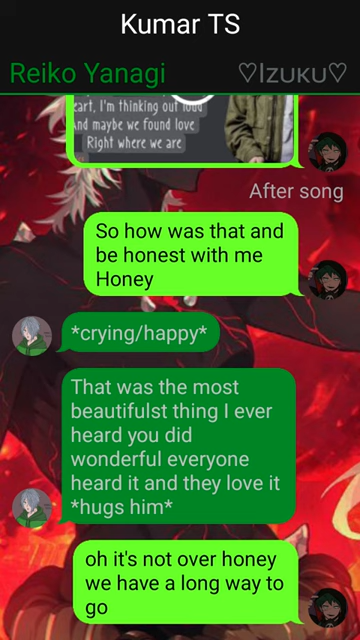 Kumar TS
Reiko Yanagi ♡Izuku♡
eart, I'm thinking out loud
And maybe we found love
Right where we are
After song
So how was that and
be honest with me
Honey
*crying/happy*
That was the most
beautifulst thing I ever
heard you did
wonderful everyone
heard it and they love it
*hugs him*
oh it's not over honey
we have a long way to
go